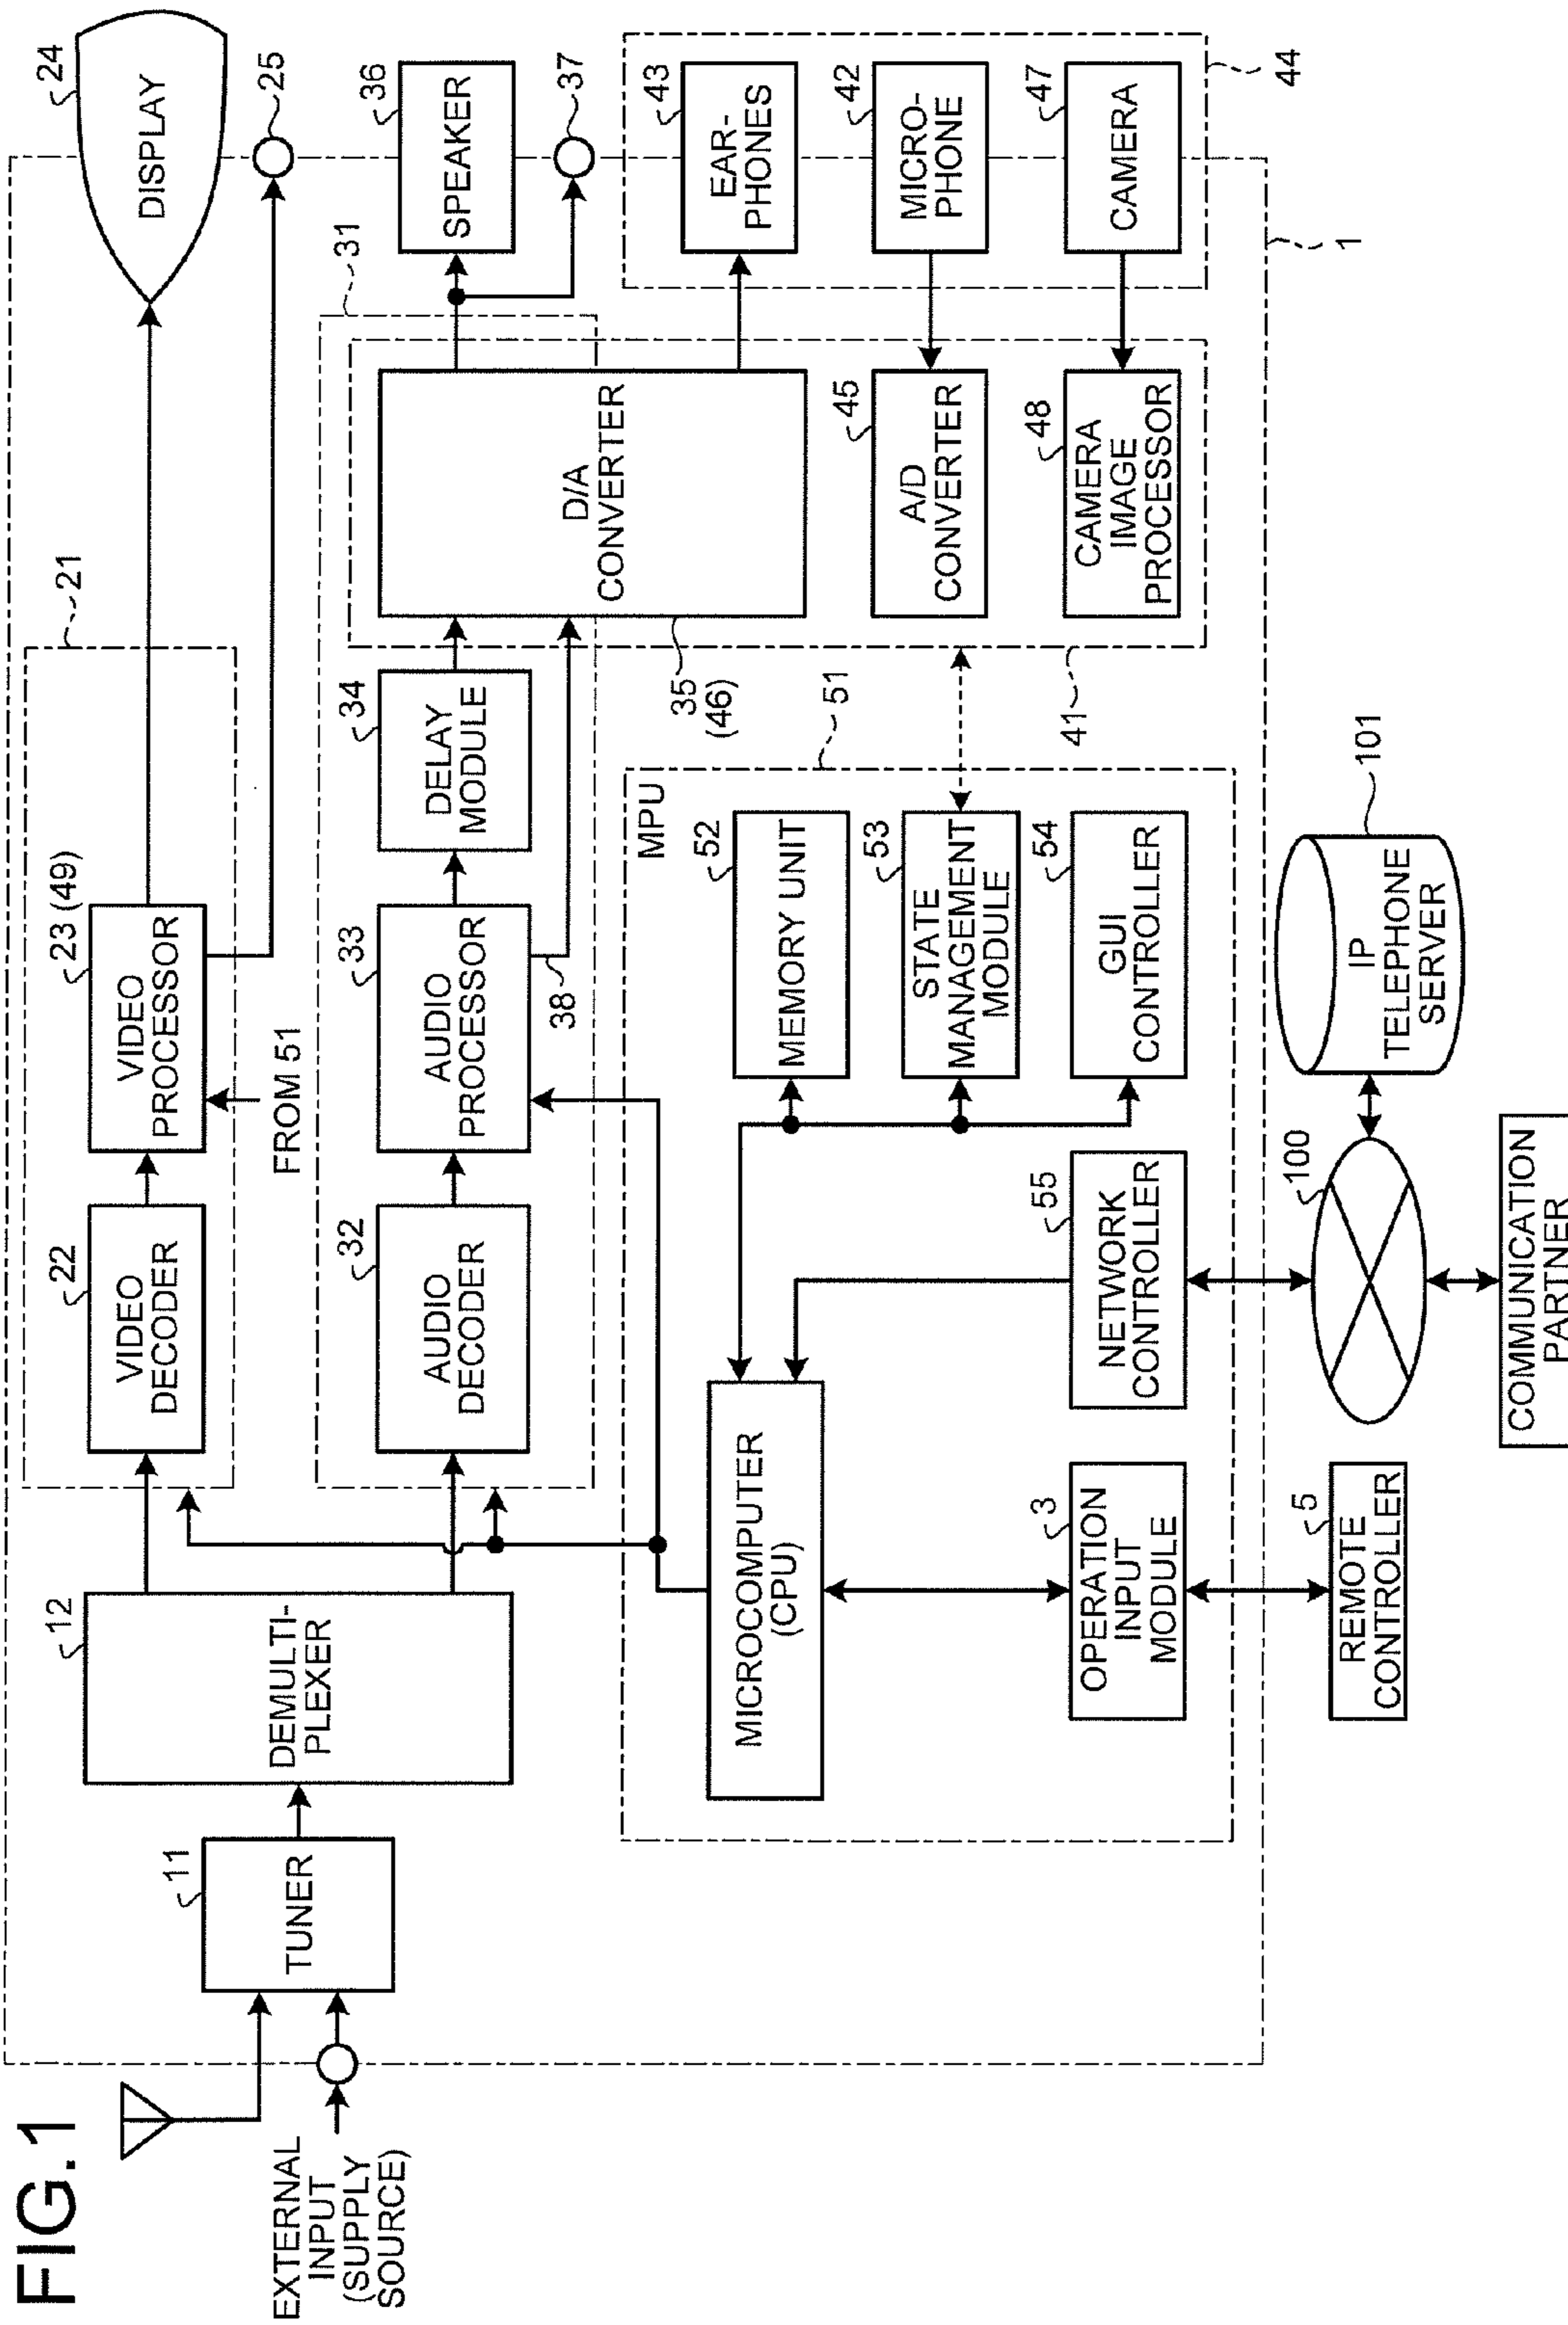 FIG.1
EXTERNAL
INPUT
(SUPPLY
SOURCE)
11
TUNER
12
DEMULTI-
PLEXER
21
22
VIDEO
DECODER
23 (49)
VIDEO
PROCESSOR
FROM 51
24
DISPLAY
25
31
32
AUDIO
DECODER
33
AUDIO
PROCESSOR
38
34
DELAY
MODULE
D/A
CONVERTER
35
(46)
36
SPEAKER
37
43
EAR-
PHONES
42
MICRO-
PHONE
47
CAMERA
44
45
A/D
CONVERTER
48
CAMERA
IMAGE
PROCESSOR
41
1
51
MPU
MICROCOMPUTER
(CPU)
52
MEMORY UNIT
53
STATE
MANAGEMENT
MODULE
54
GUI
CONTROLLER
55
NETWORK
CONTROLLER
3
OPERATION
INPUT
MODULE
5
REMOTE
CONTROLLER
100
101
IP
TELEPHONE
SERVER
COMMUNICATION
PARTNER